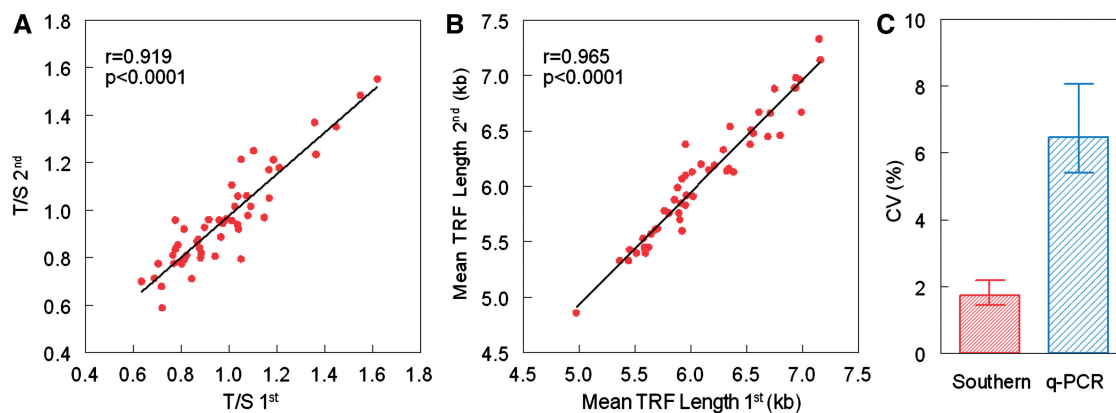 A
r=0.919
p<0.0001
T/S 2nd
1.8
1.6
1.4
1.2
1.0
0.8
0.6
0.4
0.4 0.6 0.8 1.0 1.2 1.4 1.6 1.8
T/S 1st
B
r=0.965
p<0.0001
Mean TRF Length 2nd (kb)
7.5
7.0
6.5
6.0
5.5
5.0
4.5
4.5 5.0 5.5 6.0 6.5 7.0 7.5
Mean TRF Length 1st (kb)
C
CV (%)
10
8
6
4
2
0
Southern q-PCR